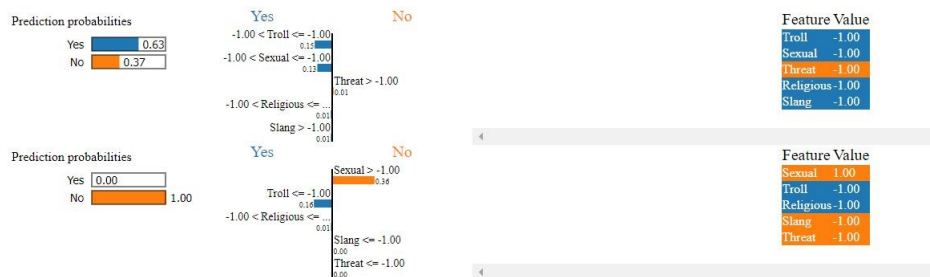 Prediction probabilities
Yes 0.63
No 0.37
Yes No
-1.00 < Troll <= -1.00
0.15
-1.00 < Sexual <= -1.00
0.13
Threat > -1.00
0.01
-1.00 < Religious <= ...
0.01
Slang > -1.00
0.01
Feature Value
Troll -1.00
Sexual -1.00
Threat -1.00
Religious -1.00
Slang -1.00
Prediction probabilities
Yes 0.00
No 1.00
Yes No
Sexual > -1.00
0.36
Troll <= -1.00
0.16
-1.00 < Religious <= ...
0.01
Slang <= -1.00
0.00
Threat <= -1.00
0.00
Feature Value
Sexual 1.00
Troll -1.00
Religious -1.00
Slang -1.00
Threat -1.00